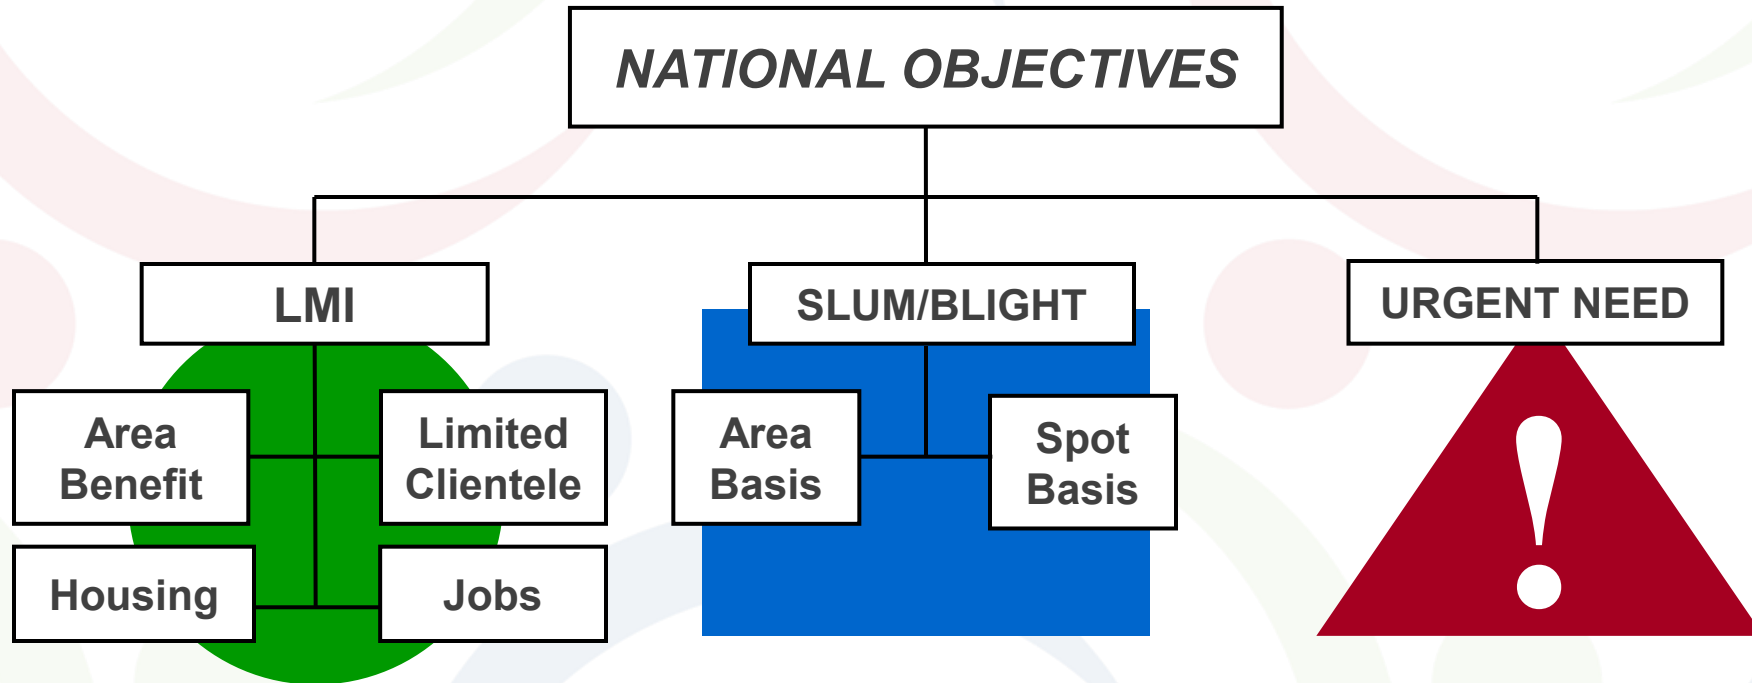 NATIONAL OBJECTIVES
LMI
SLUM/BLIGHT
URGENT NEED
Area
Benefit
Limited
Clientele
Housing
Jobs
Area
Basis
Spot
Basis
!